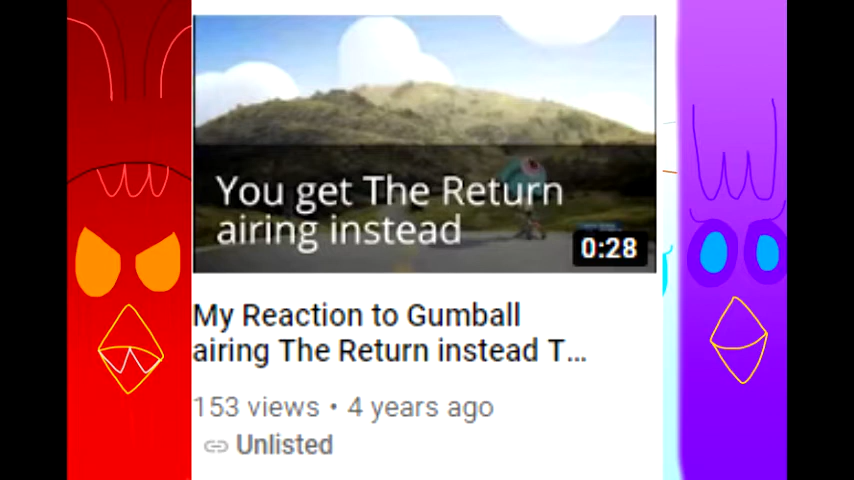 You get The Return
airing instead
0:28
My Reaction to Gumball
airing The Return instead T...
153 views • 4 years ago
Unlisted